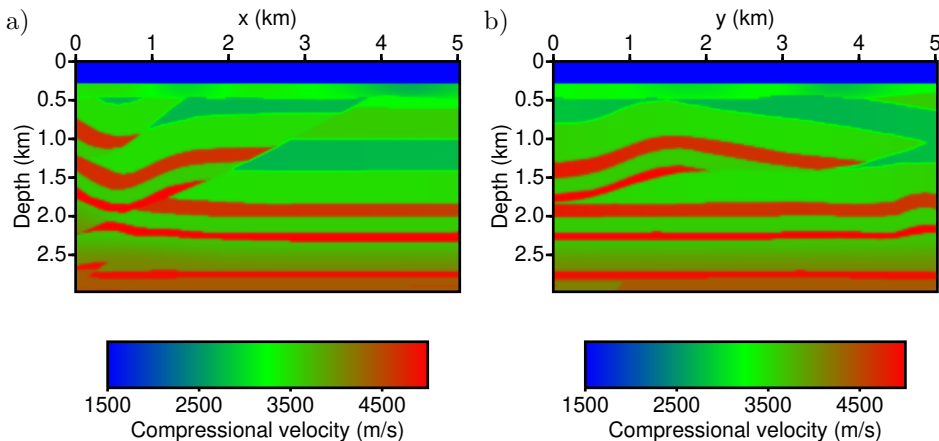 a)
x (km)
0 1 2 3 4 5
Depth (km)
0
0.5
1.0
1.5
2.0
2.5
1500 2500 3500 4500
Compressional velocity (m/s)
b)
y (km)
0 1 2 3 4 5
Depth (km)
0
0.5
1.0
1.5
2.0
2.5
1500 2500 3500 4500
Compressional velocity (m/s)